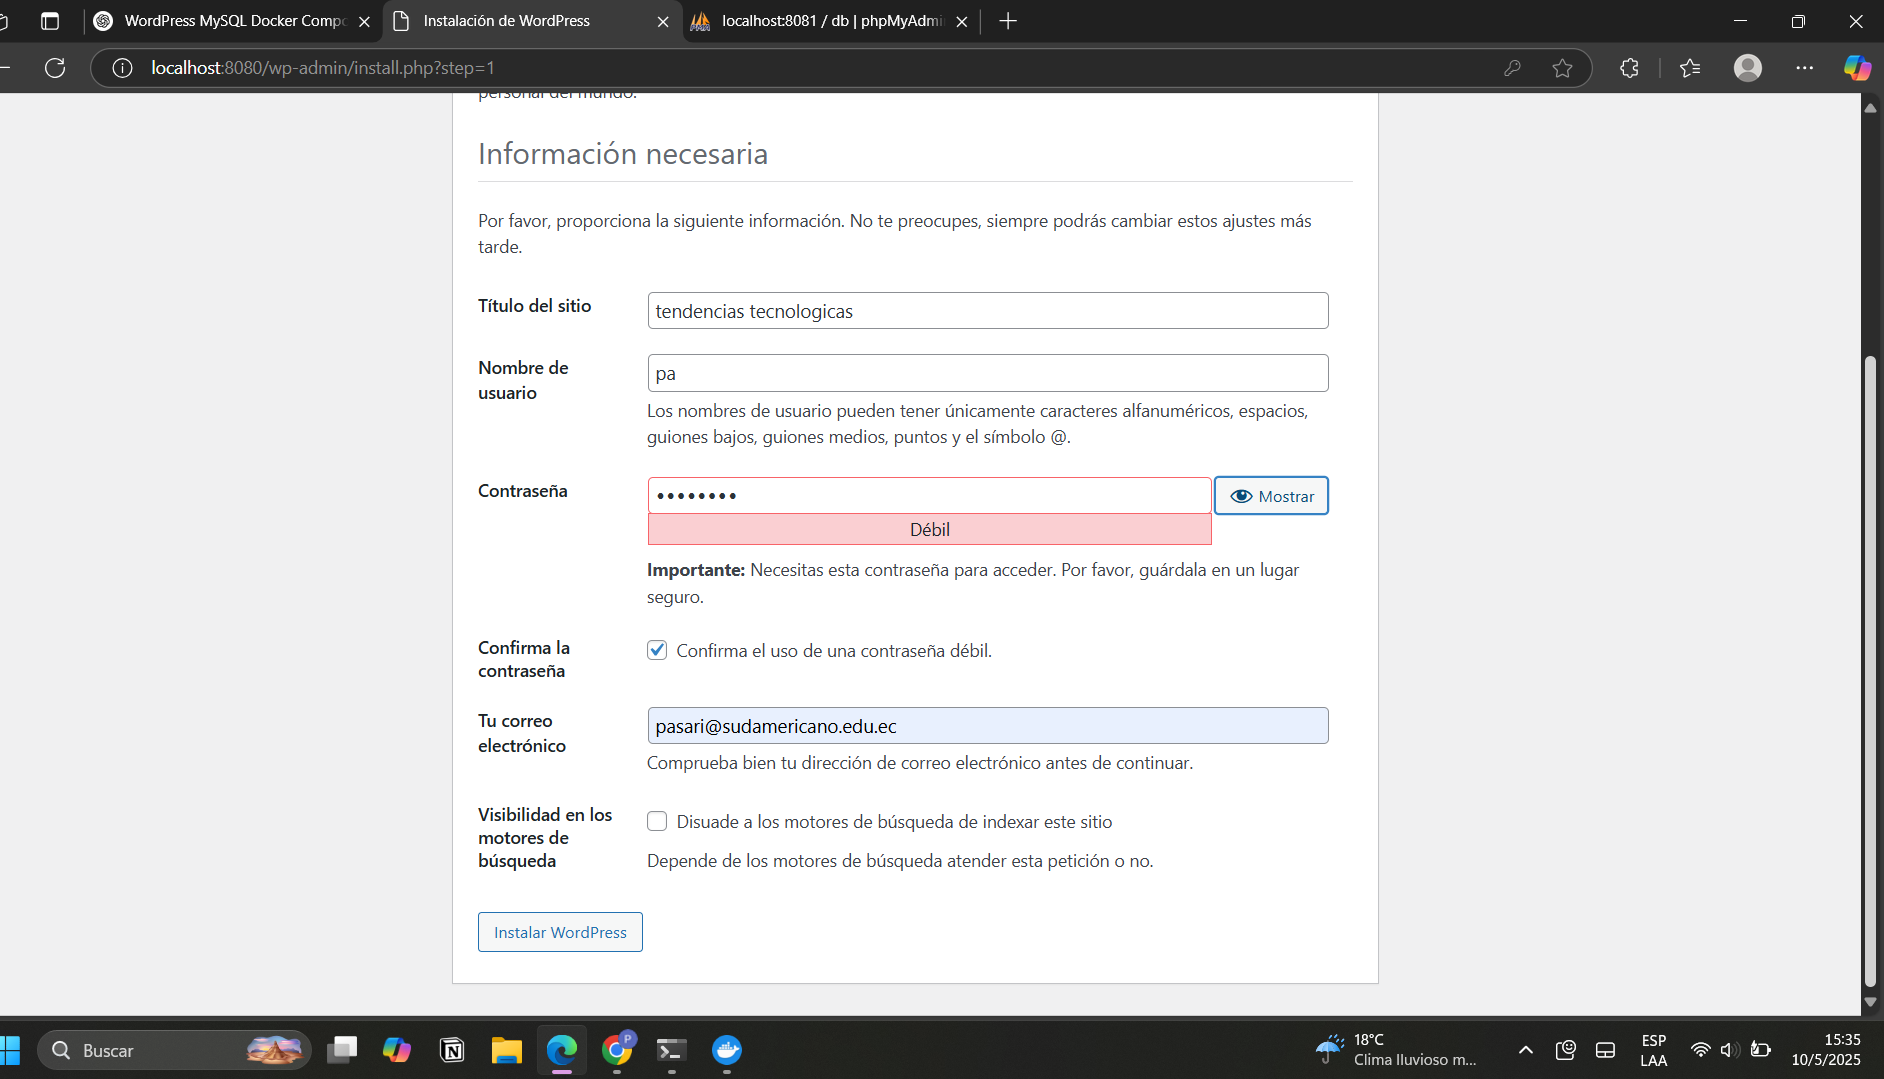 WordPress MySQL Docker Compo
Instalación de WordPress
localhost:8081 / db | phpMyAdmi
localhost:8080/wp-admin/install.php?step=1
personal del mundo.
Información necesaria
Por favor, proporciona la siguiente información. No te preocupes, siempre podrás cambiar estos ajustes más
tarde.
Título del sitio
tendencias tecnologicas
Nombre de
usuario
pa
Los nombres de usuario pueden tener únicamente caracteres alfanuméricos, espacios,
guiones bajos, guiones medios, puntos y el símbolo @.
Contraseña
••••••••
Mostrar
Débil
Importante: Necesitas esta contraseña para acceder. Por favor, guárdala en un lugar
seguro.
Confirma la
contraseña
Confirma el uso de una contraseña débil.
Tu correo
electrónico
pasari@sudamericano.edu.ec
Comprueba bien tu dirección de correo electrónico antes de continuar.
Visibilidad en los
motores de
búsqueda
Disuade a los motores de búsqueda de indexar este sitio
Depende de los motores de búsqueda atender esta petición o no.
Instalar WordPress
Buscar
P
18°C
Clima lluvioso m...
ESP
LAA
15:35
10/5/2025